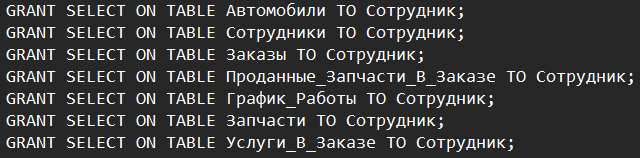 GRANT SELECT ON TABLE Автомобили TO Сотрудник;
GRANT SELECT ON TABLE Сотрудники TO Сотрудник;
GRANT SELECT ON TABLE Заказы TO Сотрудник;
GRANT SELECT ON TABLE Проданные_Запчасти_В_Заказе TO Сотрудник;
GRANT SELECT ON TABLE График_Работы TO Сотрудник;
GRANT SELECT ON TABLE Запчасти TO Сотрудник;
GRANT SELECT ON TABLE Услуги_В_Заказе TO Сотрудник;